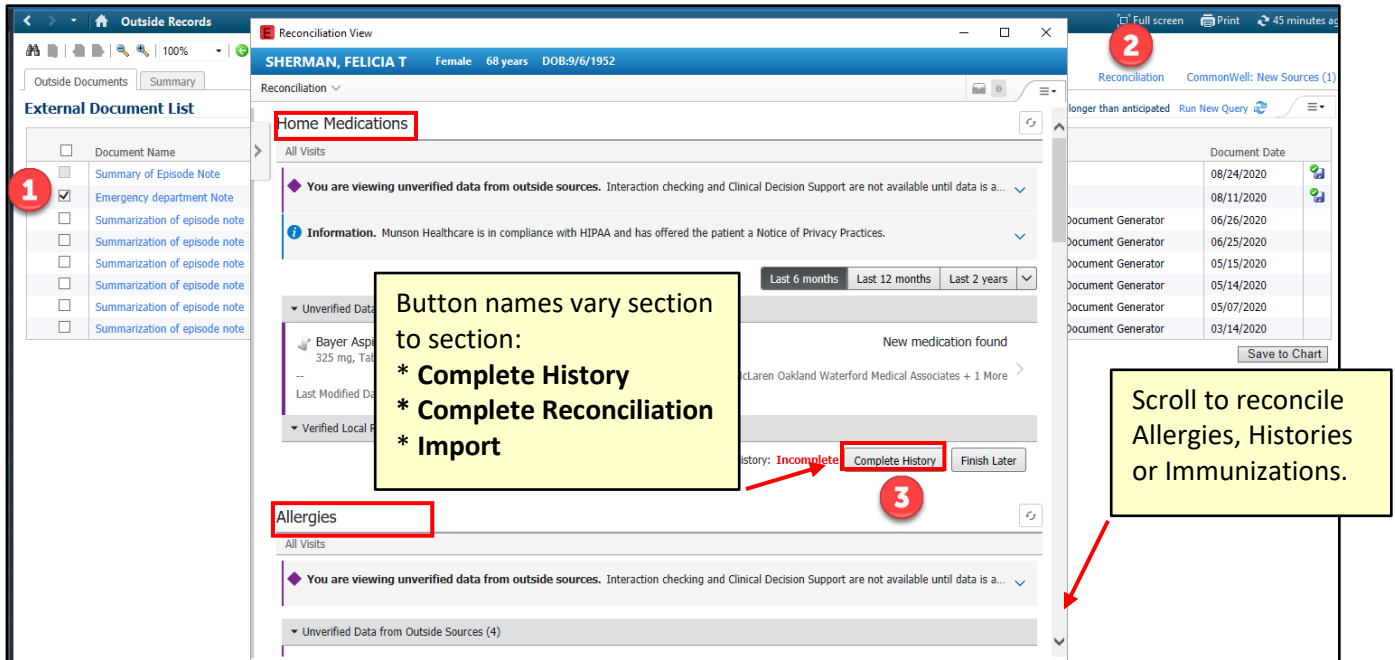 Outside Records
Full screen Print 45 minutes ag
100%
Outside Documents Summary
External Document List
Document Name
Summary of Episode Note
Emergency department Note
Summarization of episode note
Summarization of episode note
Summarization of episode note
Summarization of episode note
Summarization of episode note
Summarization of episode note
1
E Reconciliation View
SHERMAN, FELICIA T Female 68 years DOB:9/6/1952
Reconciliation
0
Home Medications
All Visits
You are viewing unverified data from outside sources. Interaction checking and Clinical Decision Support are not available until data is a...
Information. Munson Healthcare is in compliance with HIPAA and has offered the patient a Notice of Privacy Practices.
Last 6 months Last 12 months Last 2 years
Unverified Data
Bayer Aspi New medication found
325 mg, Tab
-- cLaren Oakland Waterford Medical Associates + 1 More
Last Modified Da
Verified Local R
istory: Incomplete Complete History Finish Later
3
Button names vary section
to section:
* Complete History
* Complete Reconciliation
* Import
Allergies
All Visits
You are viewing unverified data from outside sources. Interaction checking and Clinical Decision Support are not available until data is a...
Unverified Data from Outside Sources (4)
2
Reconciliation CommonWell: New Sources (1)
longer than anticipated Run New Query
Document Date
08/24/2020
08/11/2020
Document Generator 06/26/2020
Document Generator 06/25/2020
Document Generator 05/15/2020
Document Generator 05/14/2020
Document Generator 05/07/2020
Document Generator 03/14/2020
Save to Chart
Scroll to reconcile
Allergies, Histories
or Immunizations.